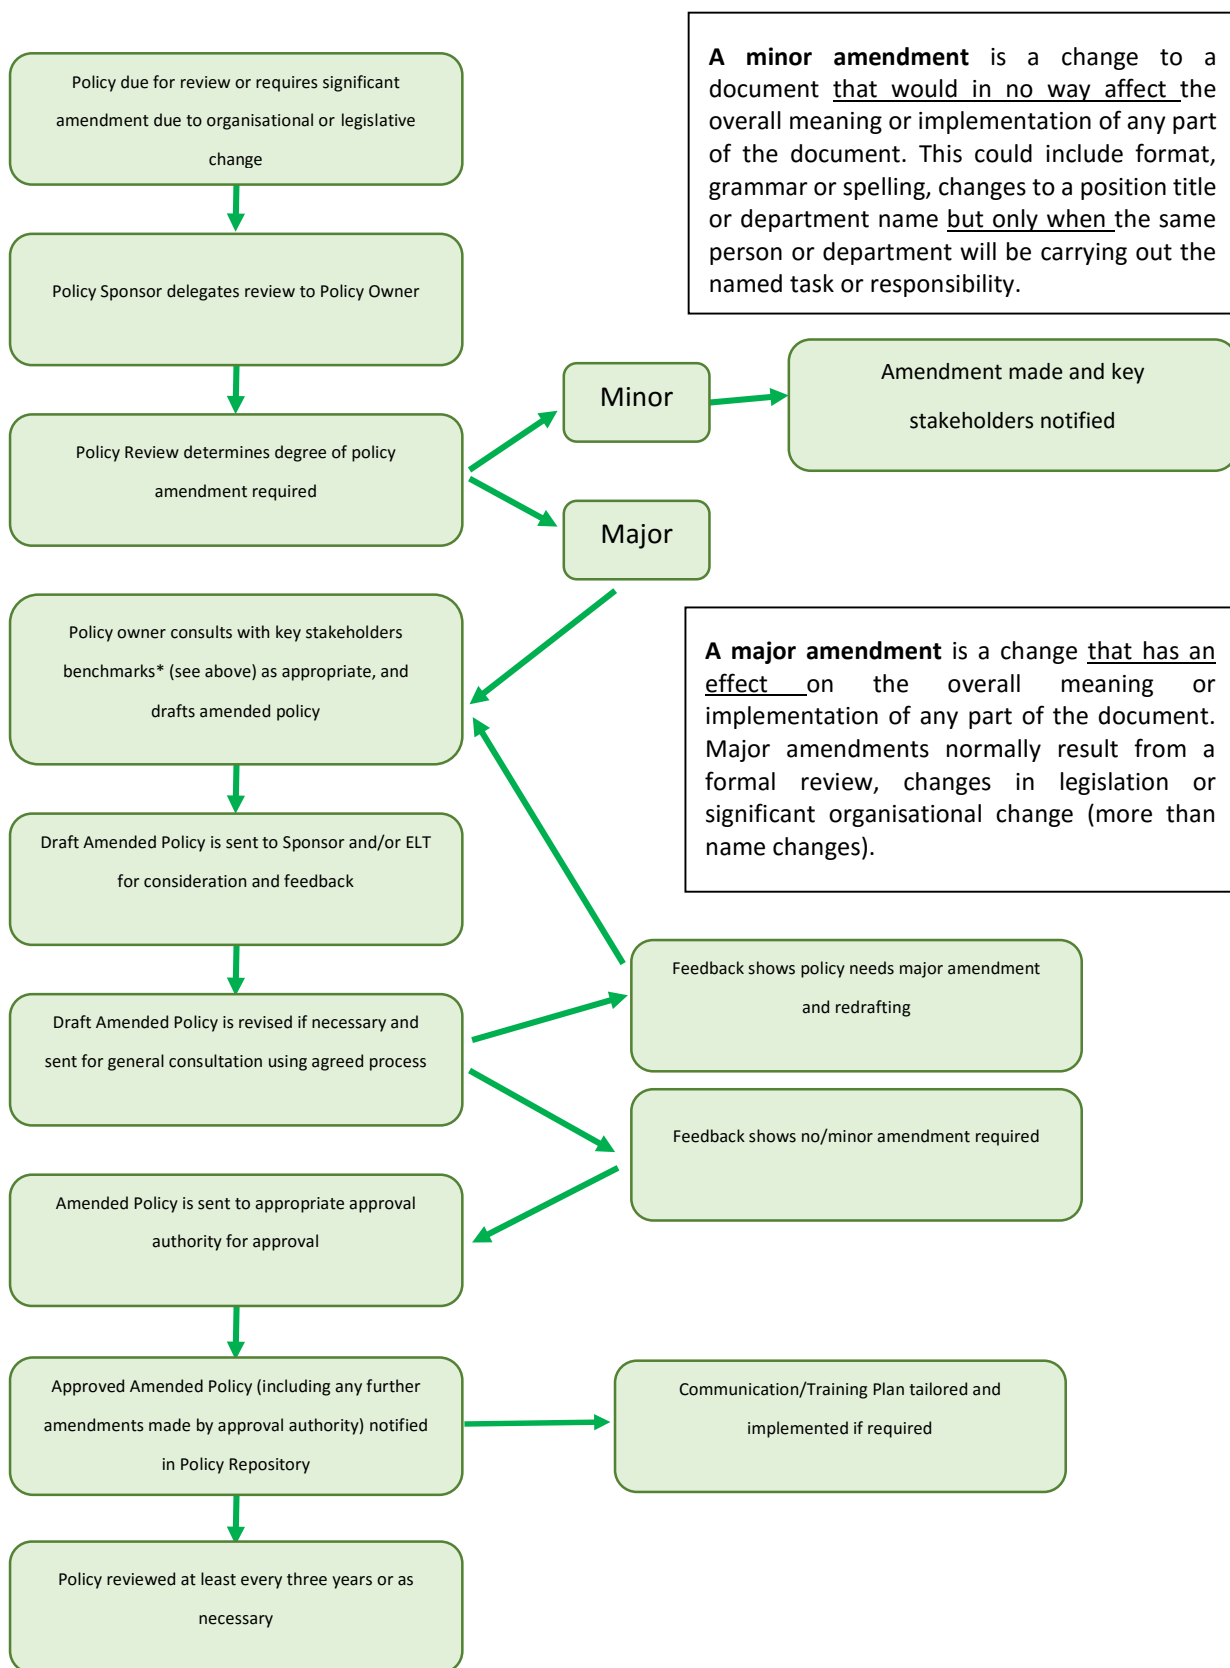 Policy due for review or requires significant
amendment due to organisational or legislative
change
A minor amendment is a change to a
document that would in no way affect the
overall meaning or implementation of any part
of the document. This could include format,
grammar or spelling, changes to a position title
or department name but only when the same
person or department will be carrying out the
named task or responsibility.
Policy Sponsor delegates review to Policy Owner
Policy Review determines degree of policy
amendment required
Minor
Amendment made and key
stakeholders notified
Major
Policy owner consults with key stakeholders
benchmarks* (see above) as appropriate, and
drafts amended policy
A major amendment is a change that has an
effect on the overall meaning or
implementation of any part of the document.
Major amendments normally result from a
formal review, changes in legislation or
significant organisational change (more than
name changes).
Draft Amended Policy is sent to Sponsor and/or ELT
for consideration and feedback
Draft Amended Policy is revised if necessary and
sent for general consultation using agreed process
Feedback shows policy needs major amendment
and redrafting
Feedback shows no/minor amendment required
Amended Policy is sent to appropriate approval
authority for approval
Approved Amended Policy (including any further
amendments made by approval authority) notified
in Policy Repository
Communication/Training Plan tailored and
implemented if required
Policy reviewed at least every three years or as
necessary